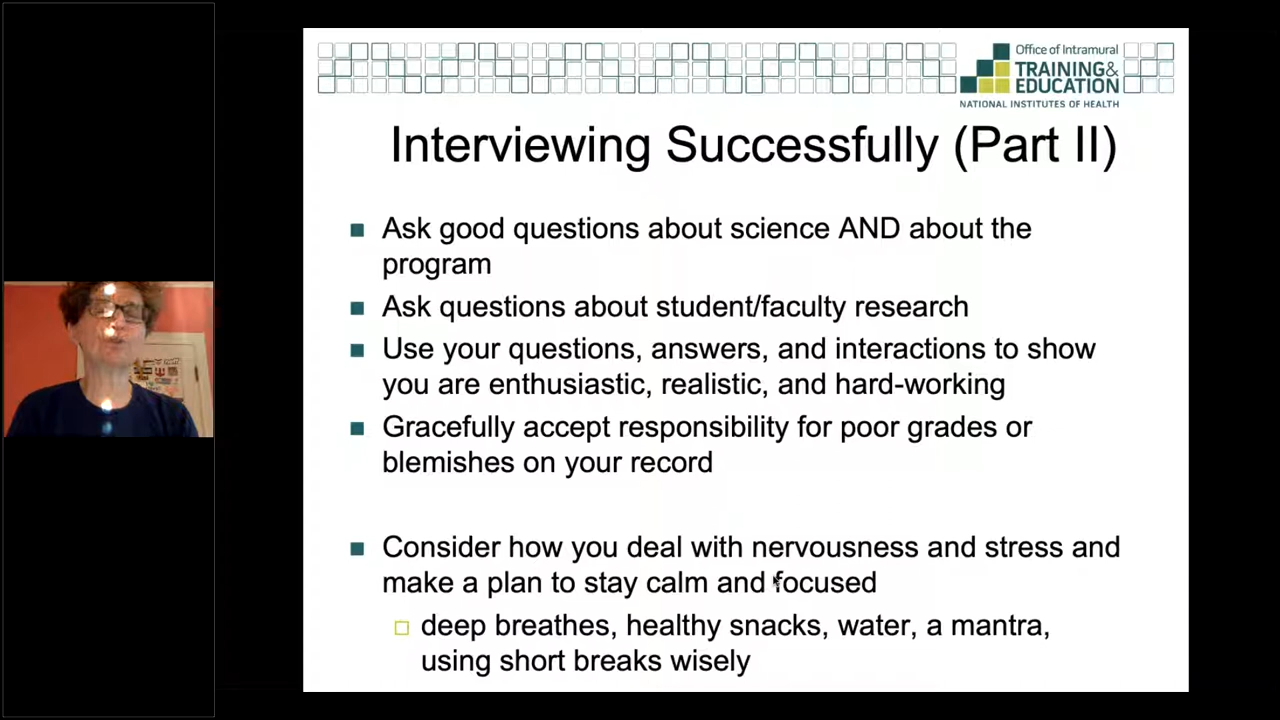 Office of Intramural
TRAINING&
EDUCATION
NATIONAL INSTITUTES OF HEALTH
Interviewing Successfully (Part II)
Ask good questions about science AND about the
program
Ask questions about student/faculty research
Use your questions, answers, and interactions to show
you are enthusiastic, realistic, and hard-working
Gracefully accept responsibility for poor grades or
blemishes on your record
Consider how you deal with nervousness and stress and
make a plan to stay calm and focused
deep breathes, healthy snacks, water, a mantra,
using short breaks wisely